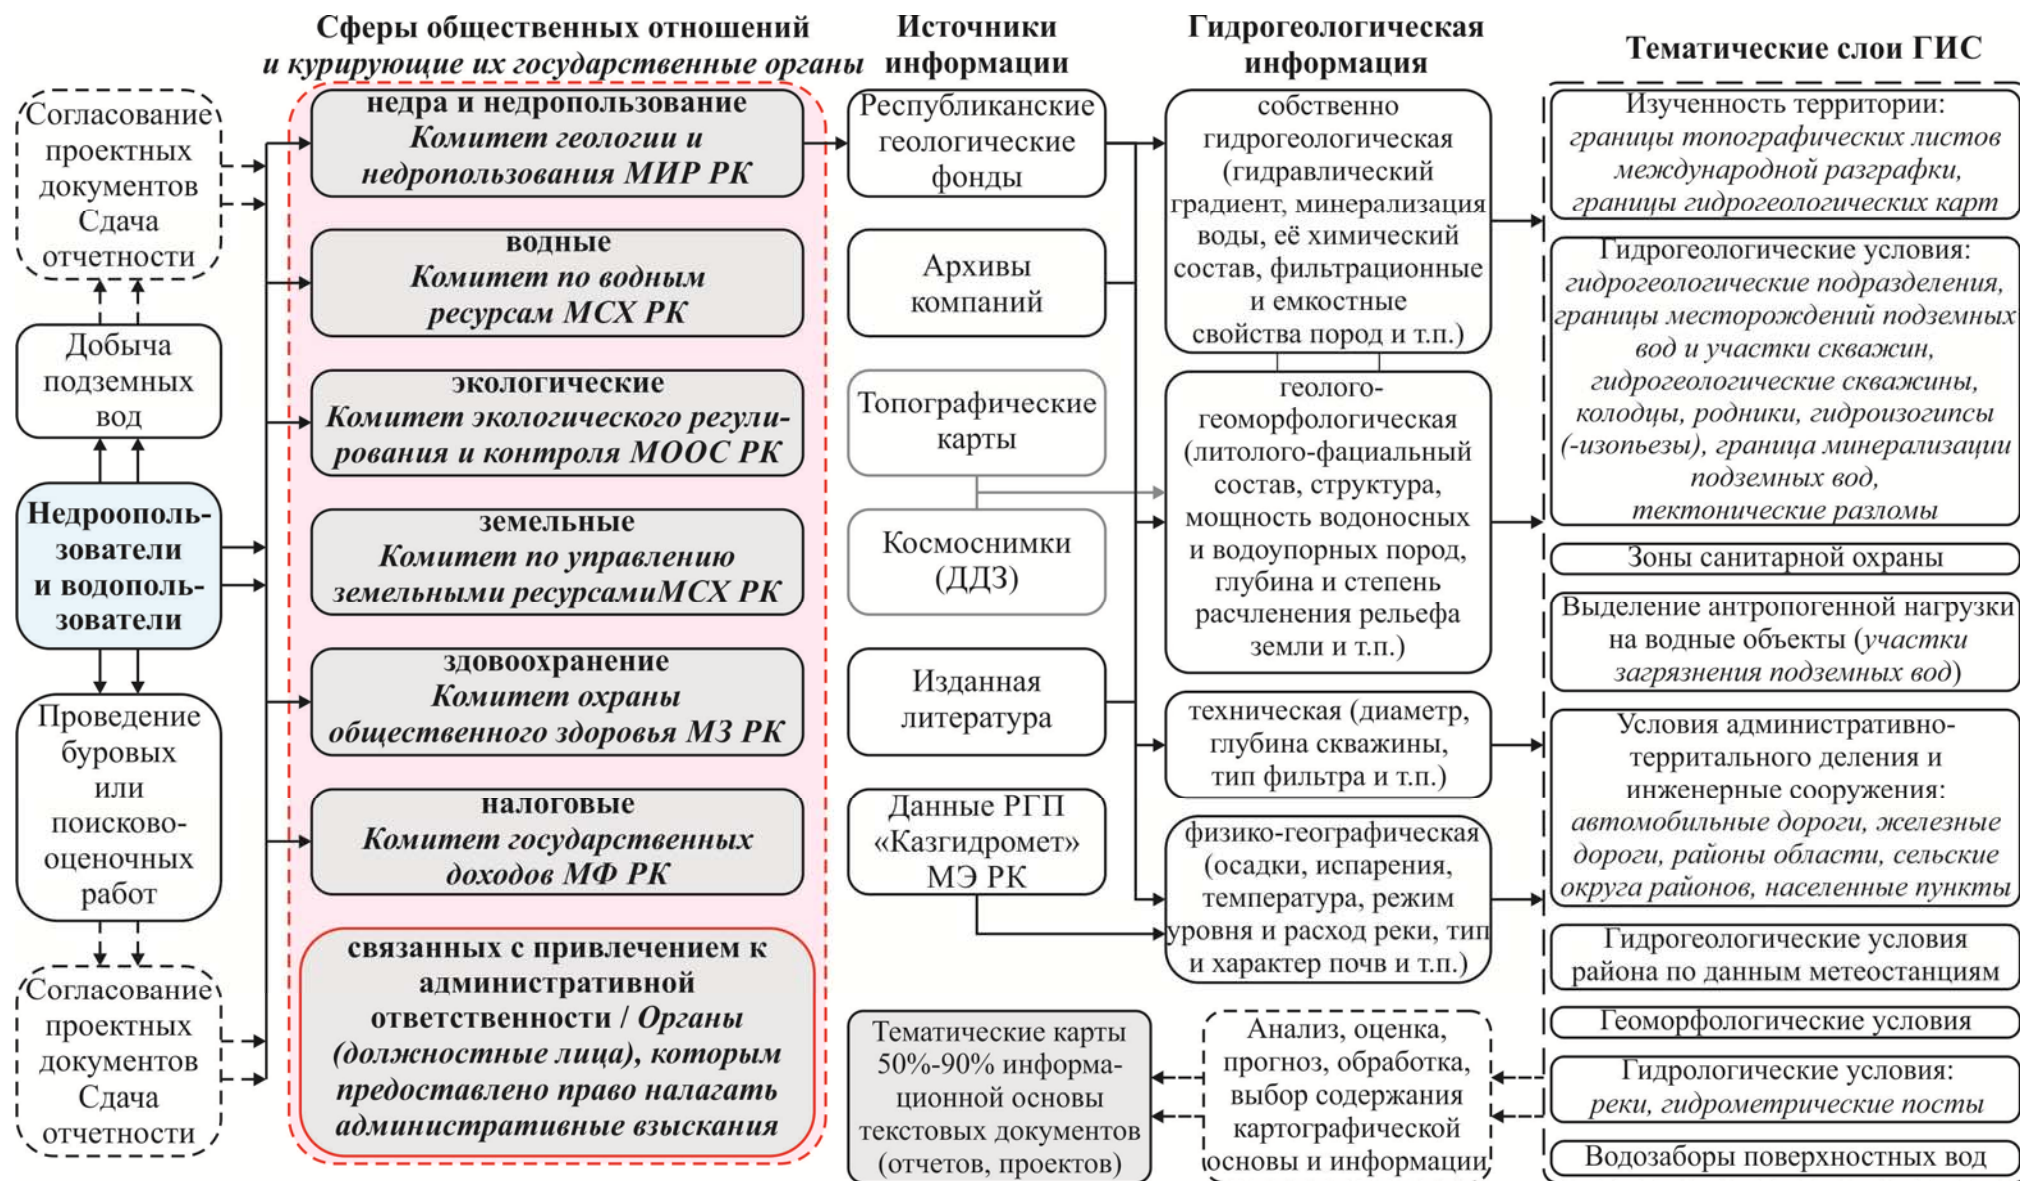 Сферы общественных отношений
и курирующие их государственные органы
Источники
информации
Гидрогеологическая
информация
Тематические слои ГИС
Согласование
проектных
документов
Сдача
отчетности
Добыча
подземных
вод
Недроополь-
зователи
и водополь-
зователи
Проведение
буровых
или
поисково-
оценочных
работ
Согласование
проектных
документов
Сдача
отчетности
недра и недропользование
Комитет геологии и
недропользования МИР РК
водные
Комитет по водным
ресурсам МСХ РК
экологические
Комитет экологического регули-
рования и контроля МООС РК
земельные
Комитет по управлению
земельными ресурсамиМСХ РК
здовоохранение
Комитет охраны
общественного здоровья МЗ РК
налоговые
Комитет государственных
доходов МФ РК
связанных с привлечением к
административной
ответственности / Органы
(должностные лица), которым
предоставлено право налагать
административные взыскания
Республиканские
геологические
фонды
Архивы
компаний
Топографические
карты
Космоснимки
(ДДЗ)
Изданная
литература
Данные РГП
«Казгидромет»
МЭ РК
Тематические карты
50%-90% информа-
ционной основы
текстовых документов
(отчетов, проектов)
собственно
гидрогеологическая
(гидравлический
градиент, минерализация
воды, её химический
состав, фильтрационные
и емкостные
свойства пород и т.п.)
геолого-
геоморфологическая
(литолого-фациальный
состав, структура,
мощность водоносных
и водоупорных пород,
глубина и степень
расчленения рельефа
земли и т.п.)
техническая (диаметр,
глубина скважины,
тип фильтра и т.п.)
физико-географическая
(осадки, испарения,
температура, режим
уровня и расход реки, тип
и характер почв и т.п.)
Анализ, оценка,
прогноз, обработка,
выбор содержания
картографической
основы и информации
Изученность территории:
границы топографических листов
международной разграфки,
границы гидрогеологических карт
Гидрогеологические условия:
гидрогеологические подразделения,
границы месторождений подземных
вод и участки скважин,
гидрогеологические скважины,
колодцы, родники, гидроизогипсы
(-изопьезы), граница минерализации
подземных вод,
тектонические разломы
Зоны санитарной охраны
Выделение антропогенной нагрузки
на водные объекты (участки
загрязнения подземных вод)
Условия административно-
территального деления и
инженерные сооружения:
автомобильные дороги, железные
дороги, районы области, сельские
округа районов, населенные пункты
Гидрогеологические условия
района по данным метеостанциям
Геоморфологические условия
Гидрологические условия:
реки, гидрометрические посты
Водозаборы поверхностных вод